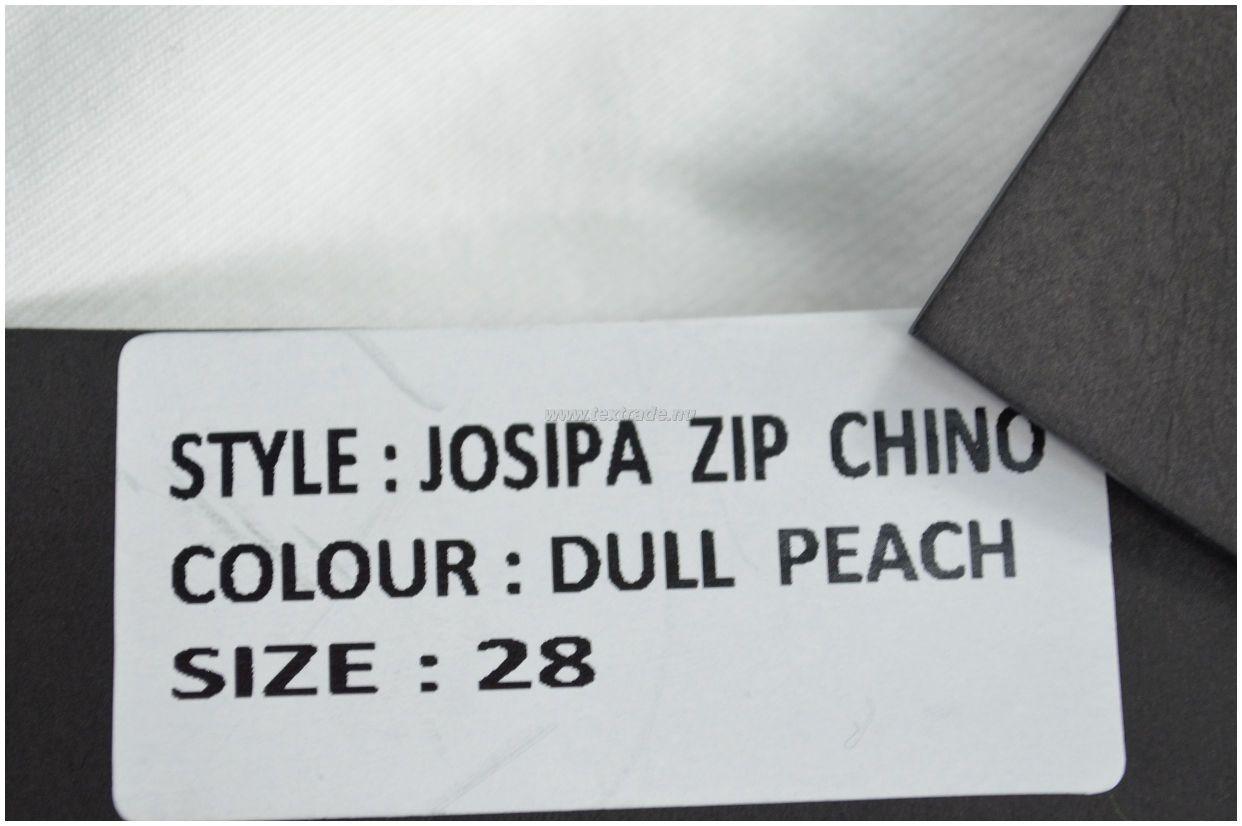 www.textrade.nu
STYLE : JOSIPA ZIP CHINO
COLOUR : DULL PEACH
SIZE : 28